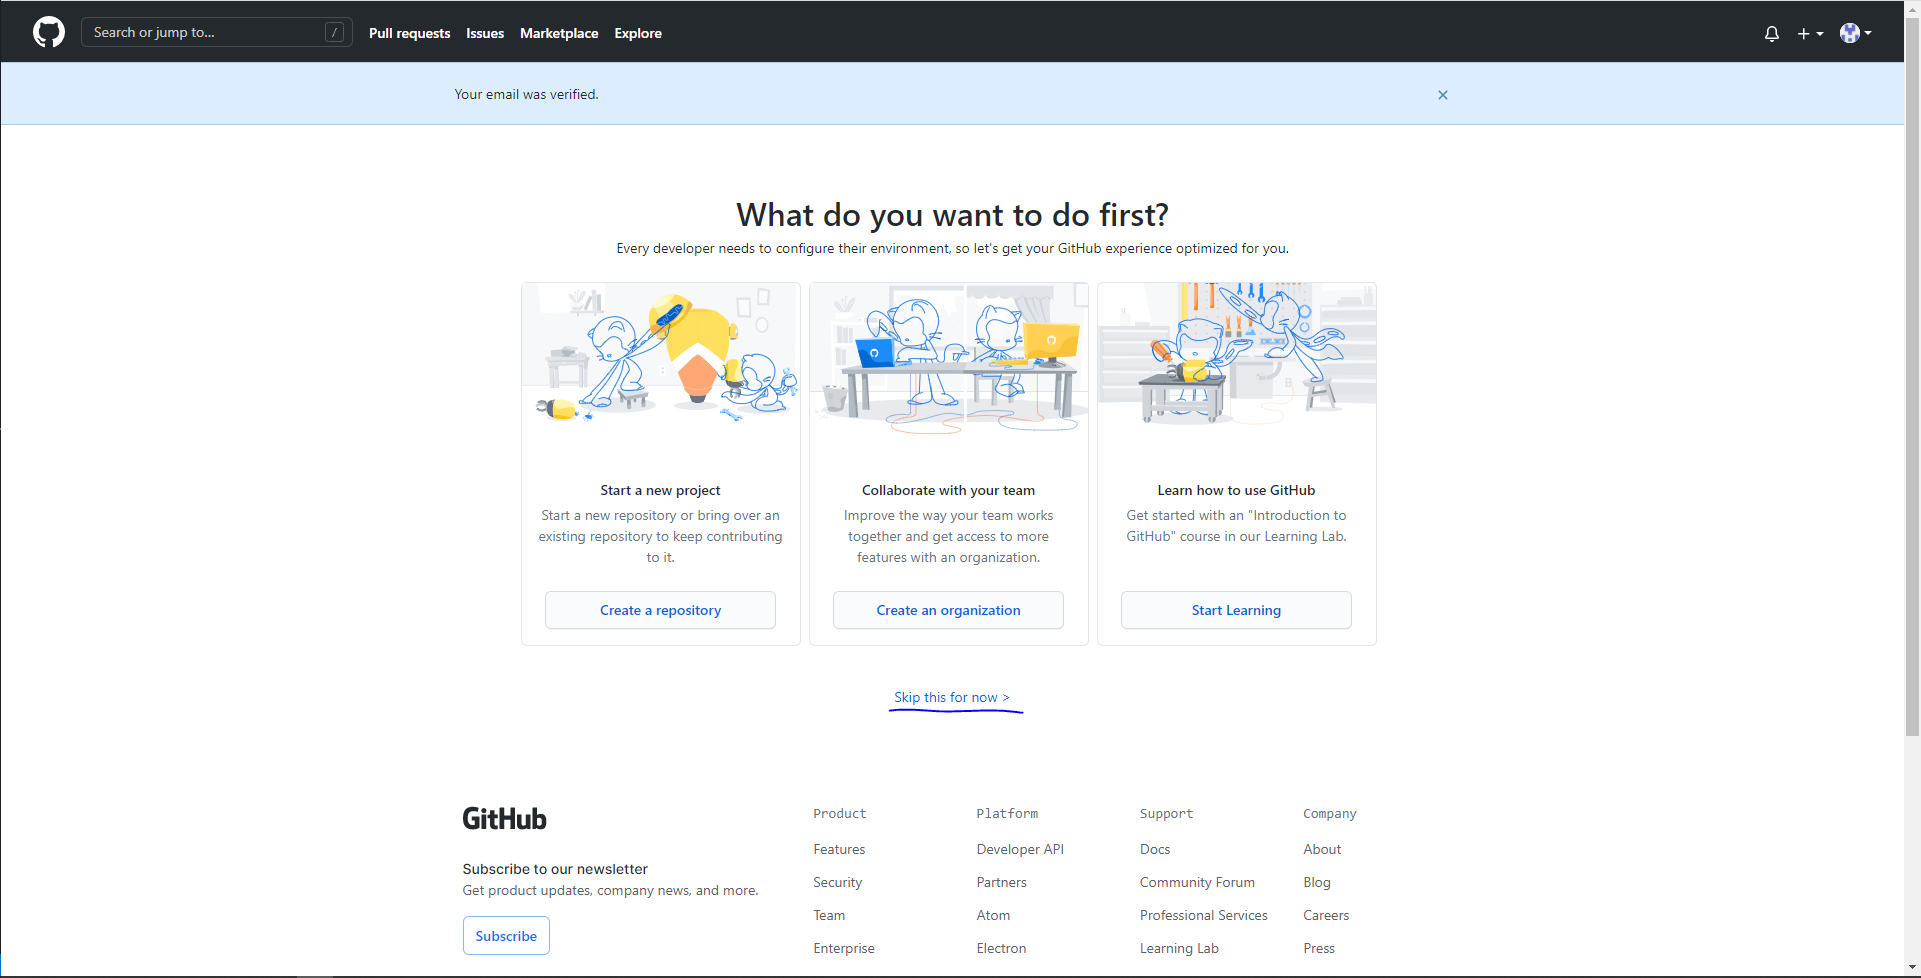 Search or jump to...
/
Pull requests
Issues
Marketplace
Explore
Your email was verified.
What do you want to do first?
Every developer needs to configure their environment, so let's get your GitHub experience optimized for you.
Start a new project
Start a new repository or bring over an
existing repository to keep contributing
to it.
Create a repository
Collaborate with your team
Improve the way your team works
together and get access to more
features with an organization.
Create an organization
Learn how to use GitHub
Get started with an "Introduction to
GitHub" course in our Learning Lab.
Start Learning
Skip this for now >
GitHub
Subscribe to our newsletter
Get product updates, company news, and more.
Subscribe
Product
Features
Security
Team
Enterprise
Platform
Developer API
Partners
Atom
Electron
Support
Docs
Community Forum
Professional Services
Learning Lab
Company
About
Blog
Careers
Press